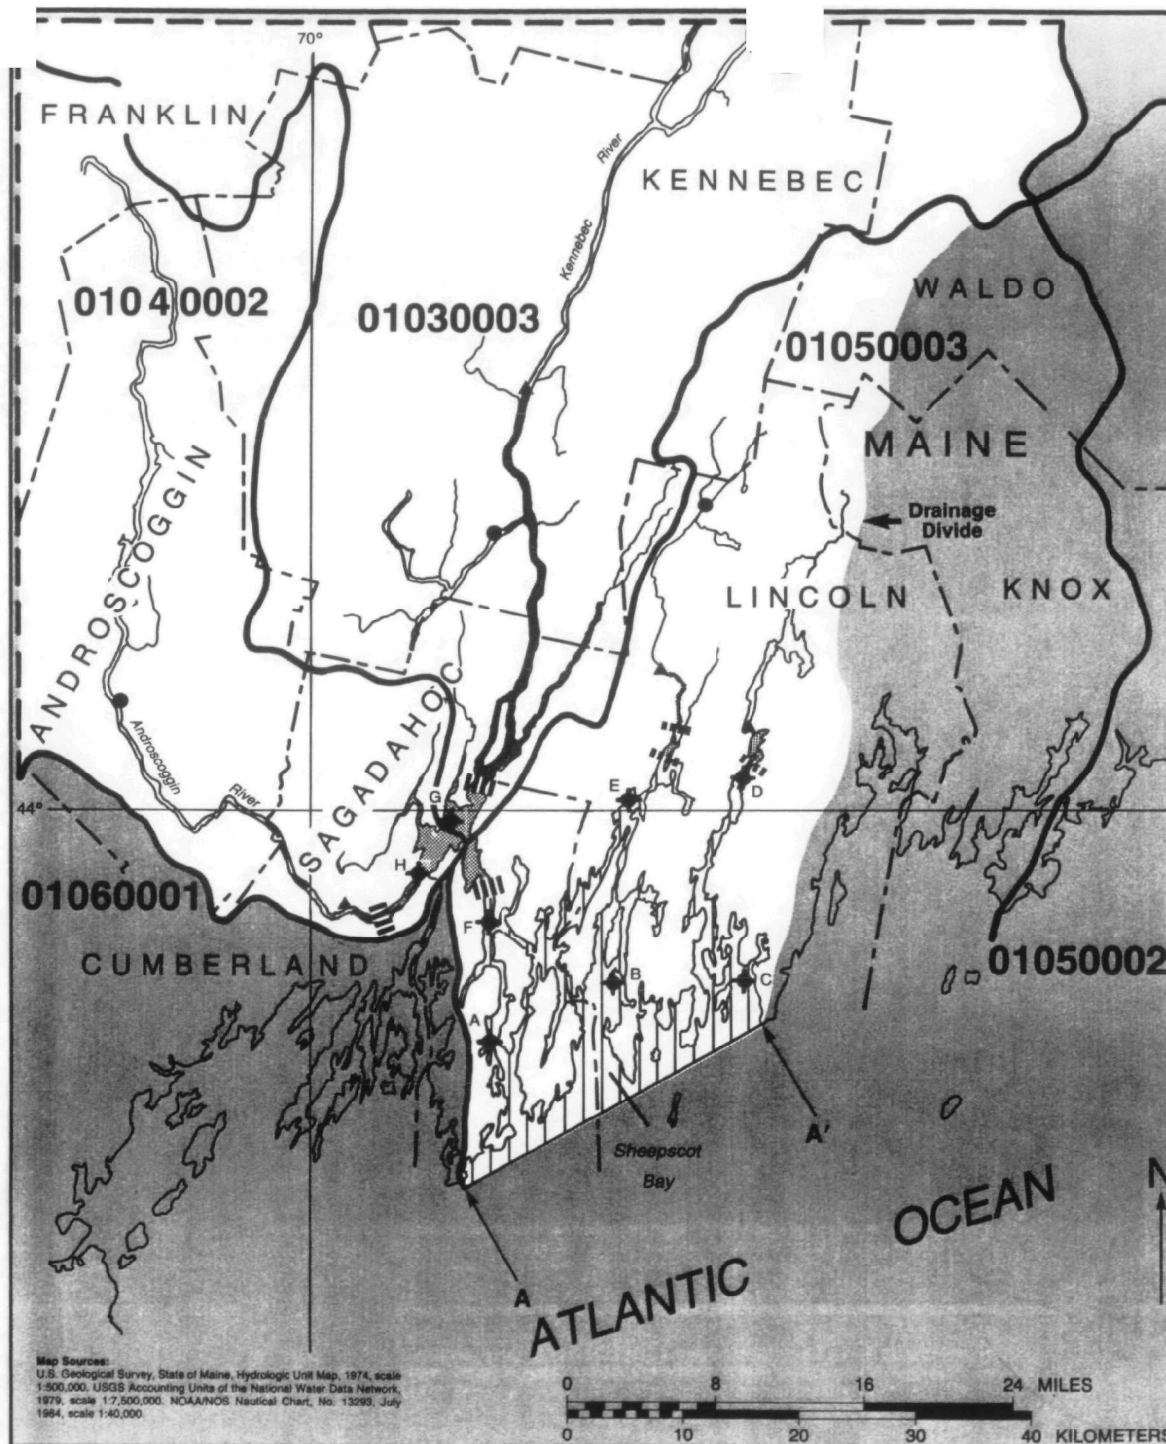 70°
FRANKLIN
River
KENNEBEC
Kennebec
WALDO
01040002
01030003
01050003
MAINE
Drainage
Divide
ANDROSCOGGIN
LINCOLN
KNOX
SAGADAHOC
Androscoggin
River
44°
G
E
D
H
01060001
F
CUMBERLAND
B
C
01050002
A
A'
Sheepscot
Bay
N
OCEAN
A
ATLANTIC
Map Sources:
U.S. Geological Survey, State of Maine, Hydrologic Unit Map, 1974, scale
1:500,000. USGS Accounting Units of the National Water Data Network,
1979, scale 1:7,500,000. NOAA/NOS Nautical Chart, No. 13293, July
1984, scale 1:40,000.
0 8 16 24 MILES
0 10 20 30 40 KILOMETERS